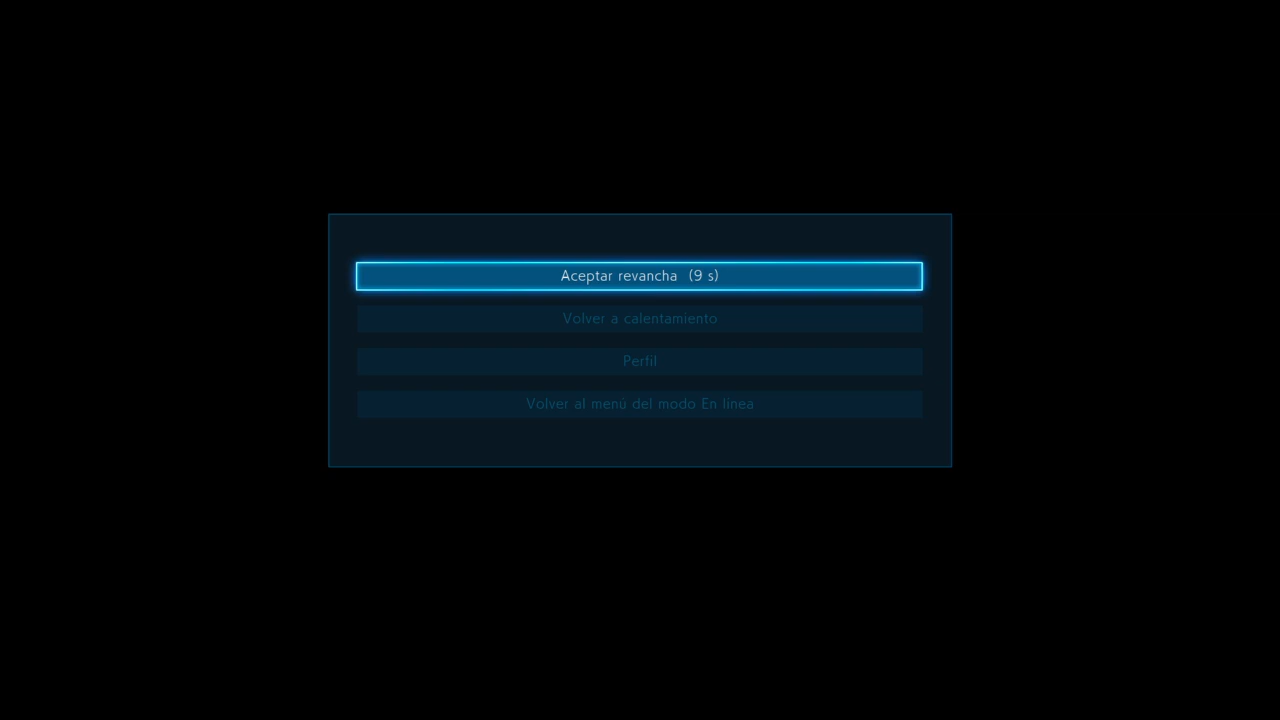 Aceptar revancha (9 s)
Volver a calentamiento
Perfil
Volver al menú del modo En línea